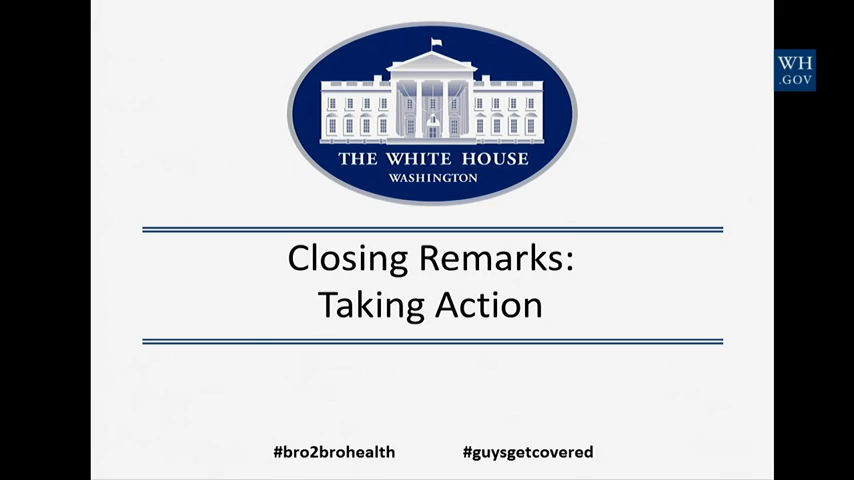 WH
.GOV
THE WHITE HOUSE
WASHINGTON
Closing Remarks:
Taking Action
#bro2brohealth #guysgetcovered